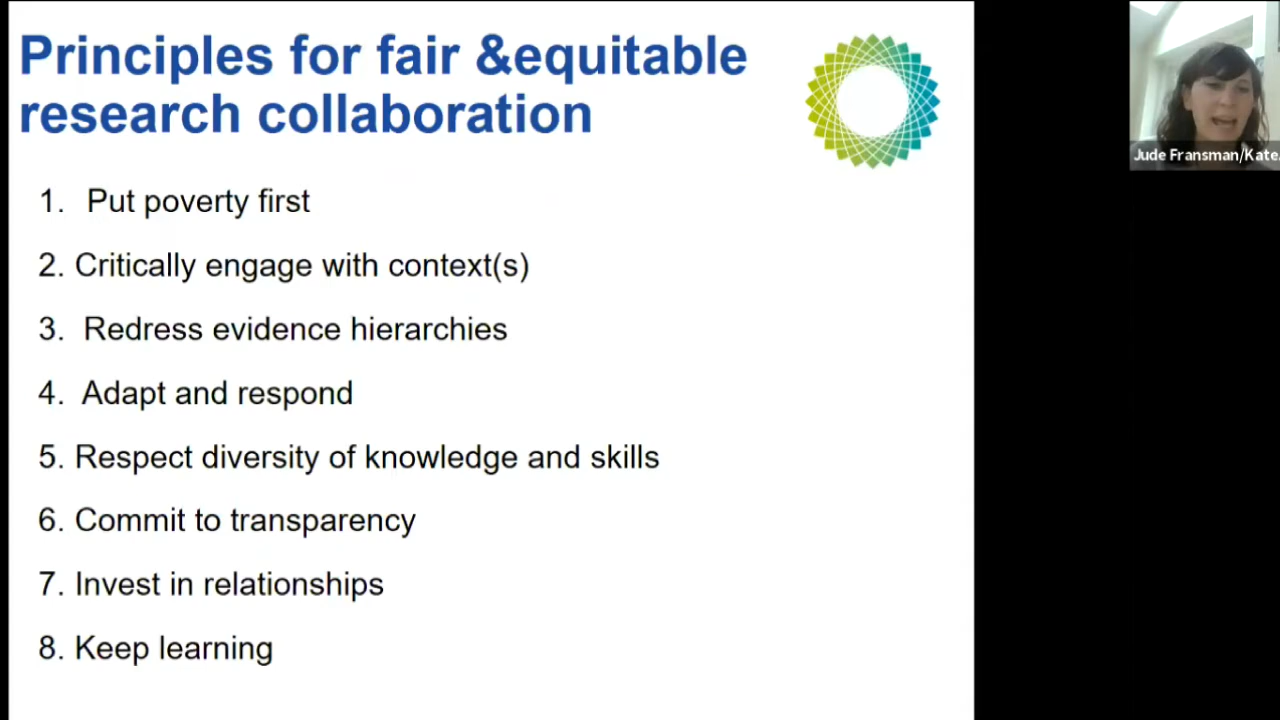 Principles for fair &equitable
research collaboration
1. Put poverty first
2. Critically engage with context(s)
3. Redress evidence hierarchies
4. Adapt and respond
5. Respect diversity of knowledge and skills
6. Commit to transparency
7. Invest in relationships
8. Keep learning
Jude Fransman/Kate